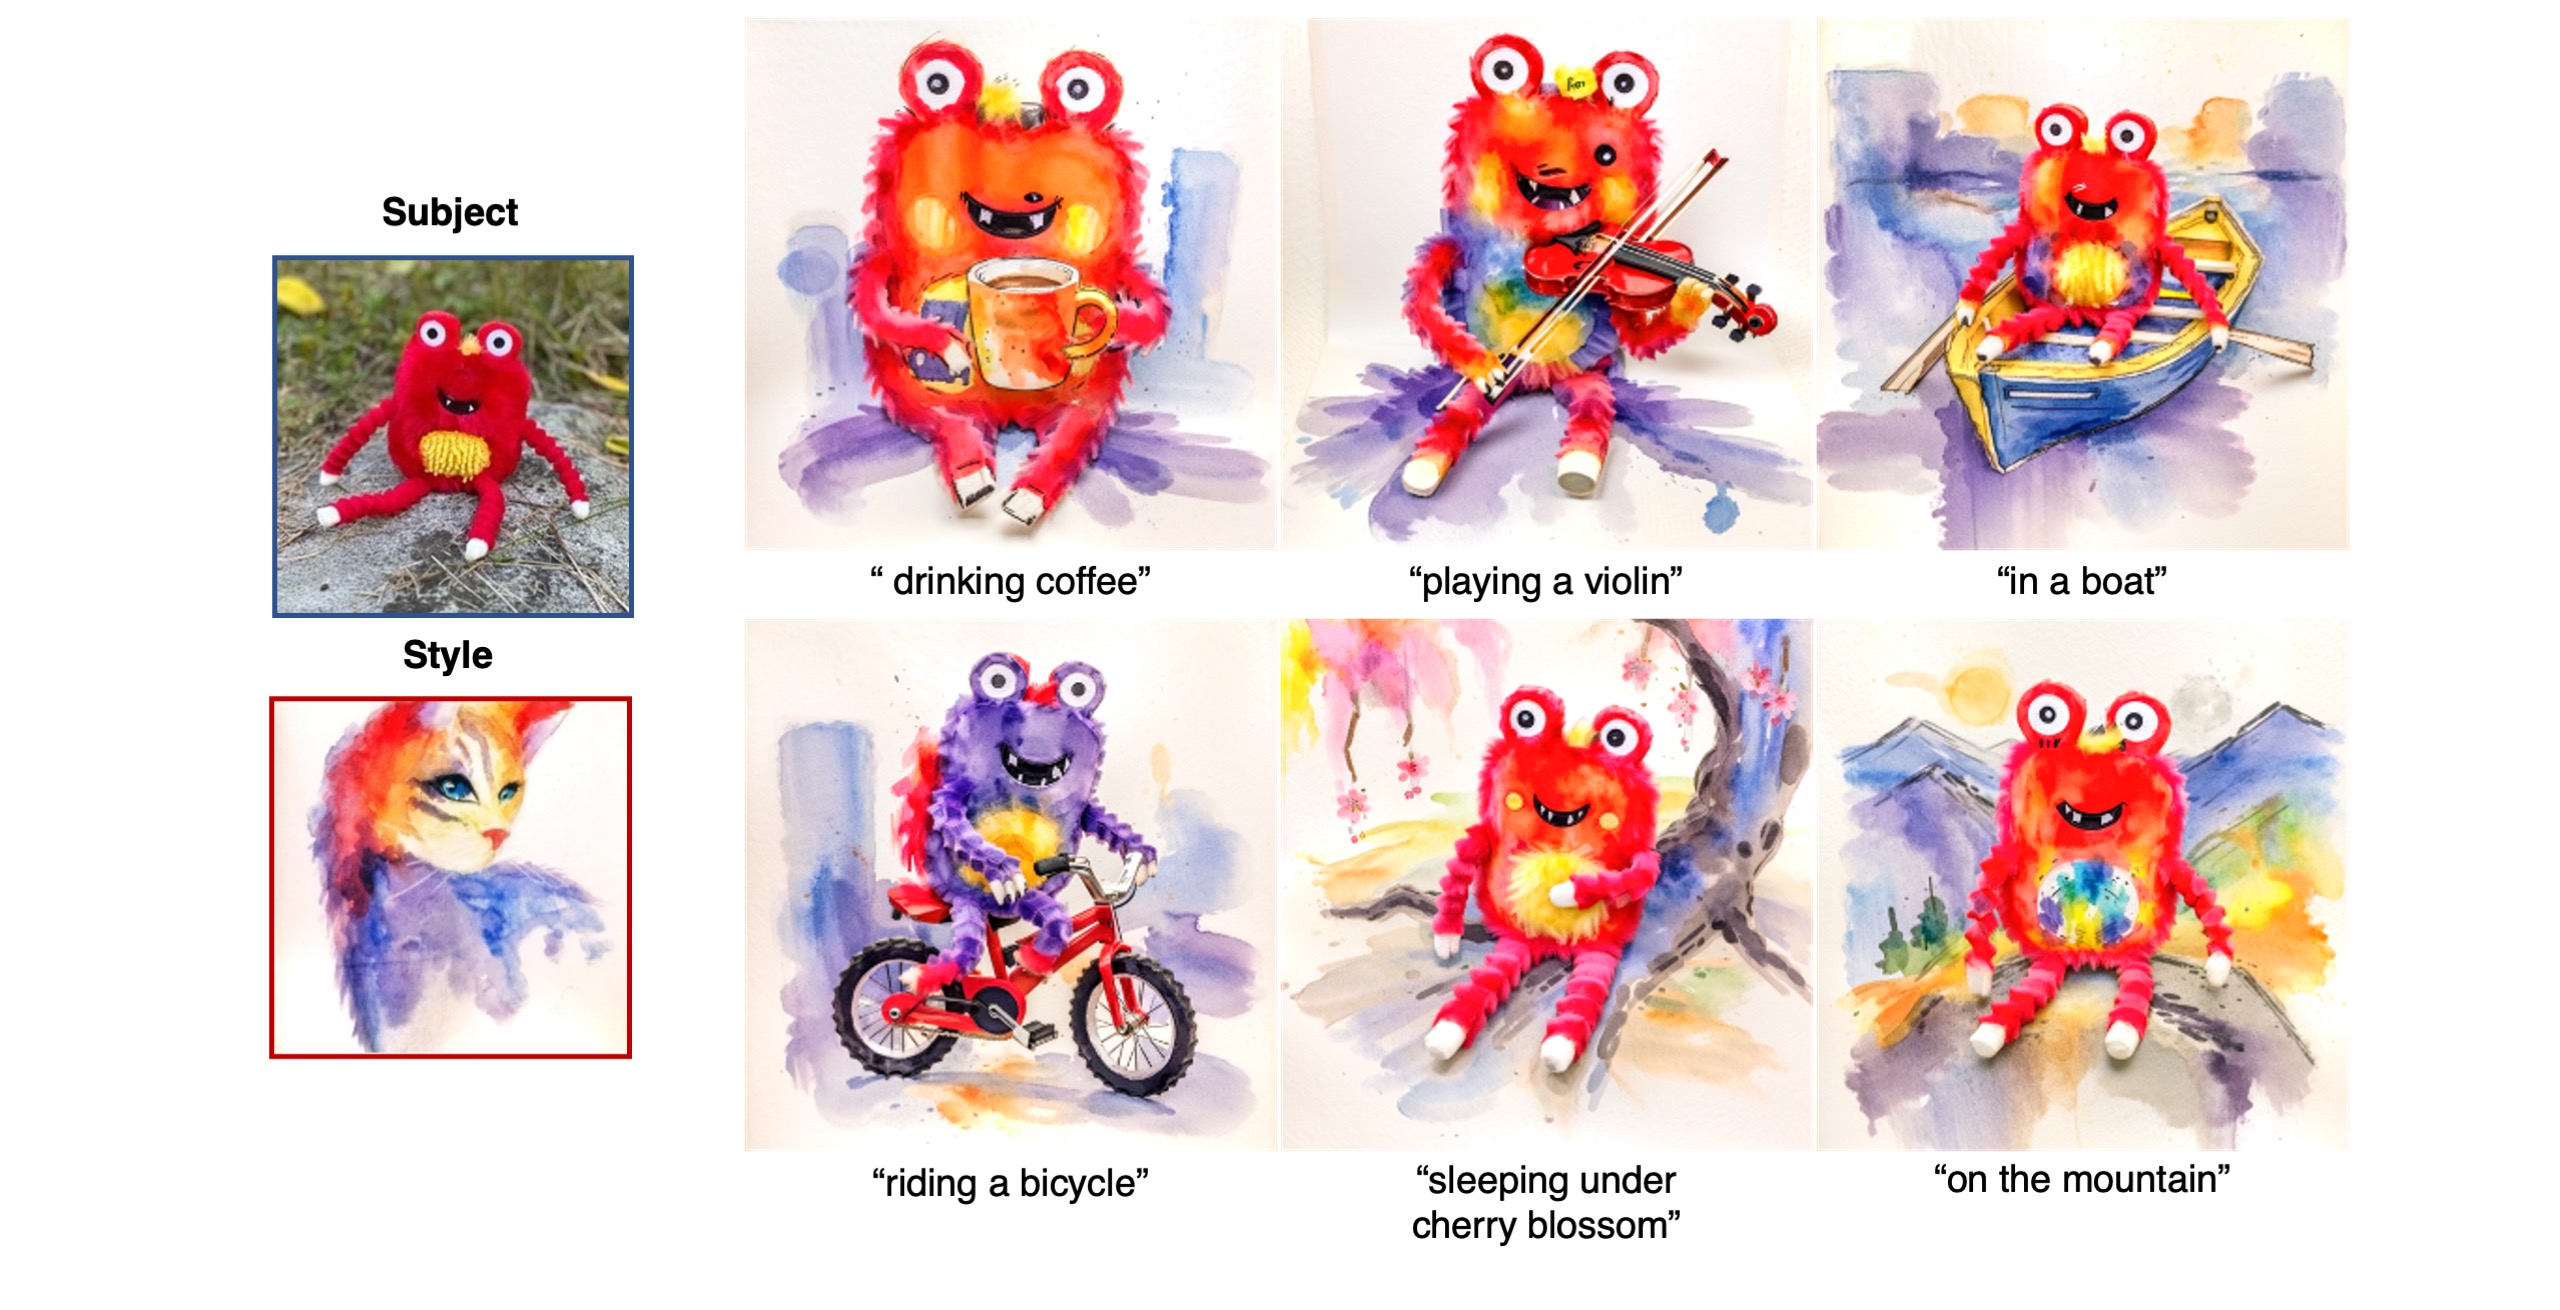 Subject
Style
“ drinking coffee”
“playing a violin”
“in a boat”
“riding a bicycle”
“sleeping under
cherry blossom”
“on the mountain”